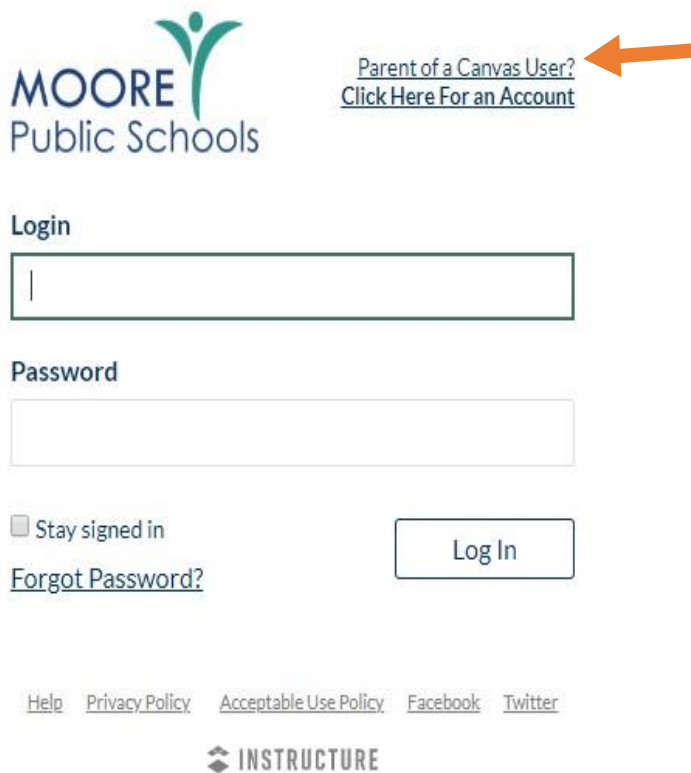 MOORE
Public Schools
Parent of a Canvas User?
Click Here For an Account
Login
Password
Stay signed in
Log In
Forgot Password?
Help Privacy Policy Acceptable Use Policy Facebook Twitter
INSTRUCTURE